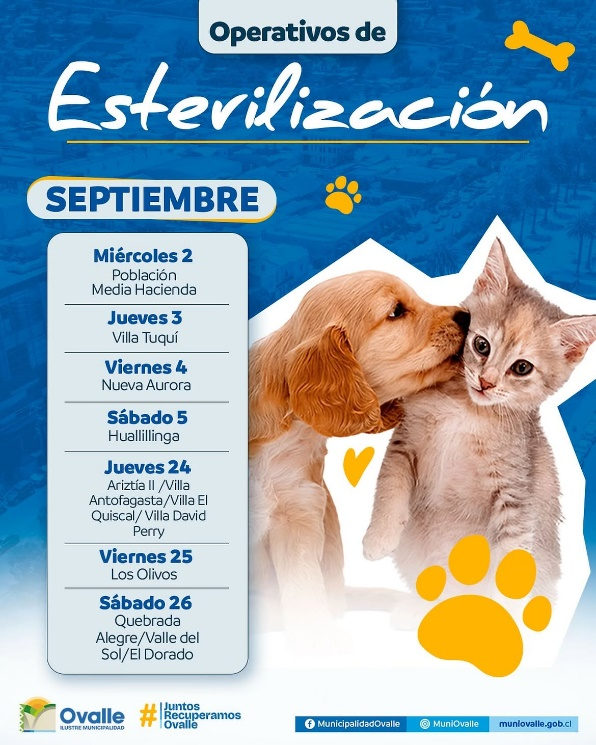 Operativos de
Esterilización
SEPTIEMBRE
Miércoles 2
Población
Media Hacienda
Jueves 3
Villa Tuquí
Viernes 4
Nueva Aurora
Sábado 5
Huallillinga
Jueves 24
Ariztía II /Villa
Antofagasta/Villa El
Quiscal/ Villa David
Perry
Viernes 25
Los Olivos
Sábado 26
Quebrada
Alegre/Valle del
Sol/El Dorado
Ovalle
ILUSTRE MUNICIPALIDAD
#Juntos
Recuperamos
Ovalle
MunicipalidadOvalle
MuniOvalle
muniovalle.gob.cl